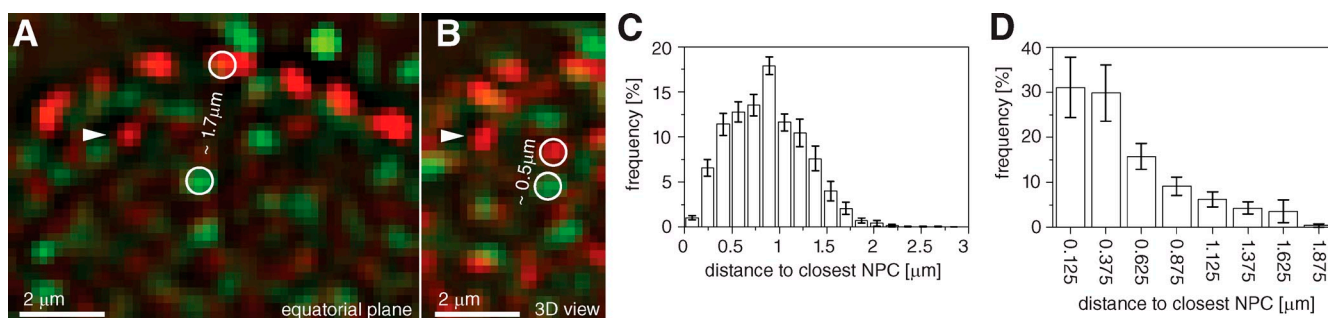 A
~ 1.7μm
2 μm
equatorial plane
B
~ 0.5μm
2 μm
3D view
C
frequency [%]
20
15
10
5
0
0
0.5
1
1.5
2
2.5
3
distance to closest NPC [μm]
D
frequency [%]
40
30
20
10
0
0.125
0.375
0.625
0.875
1.125
1.375
1.625
1.875
distance to closest NPC [μm]